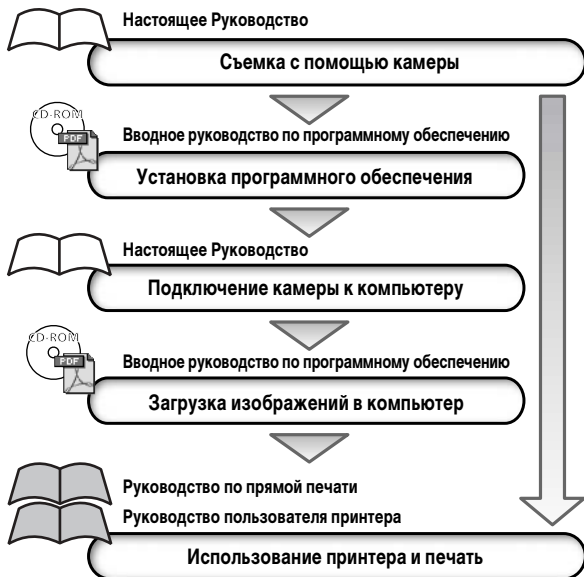 Настоящее Руководство
Съемка с помощью камеры
CD-ROM
PDF
Вводное руководство по программному обеспечению
Установка программного обеспечения
Настоящее Руководство
Подключение камеры к компьютеру
CD-ROM
PDF
Вводное руководство по программному обеспечению
Загрузка изображений в компьютер
Руководство по прямой печати
Руководство пользователя принтера
Использование принтера и печать